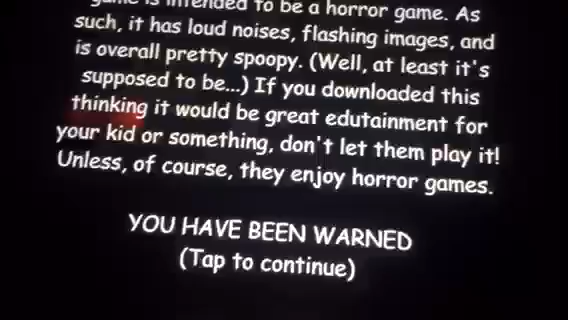 game is intended to be a horror game. As
such, it has loud noises, flashing images, and
is overall pretty spoopy. (Well, at least it's
supposed to be...) If you downloaded this
thinking it would be great edutainment for
your kid or something, don't let them play it!
Unless, of course, they enjoy horror games.
YOU HAVE BEEN WARNED
(Tap to continue)